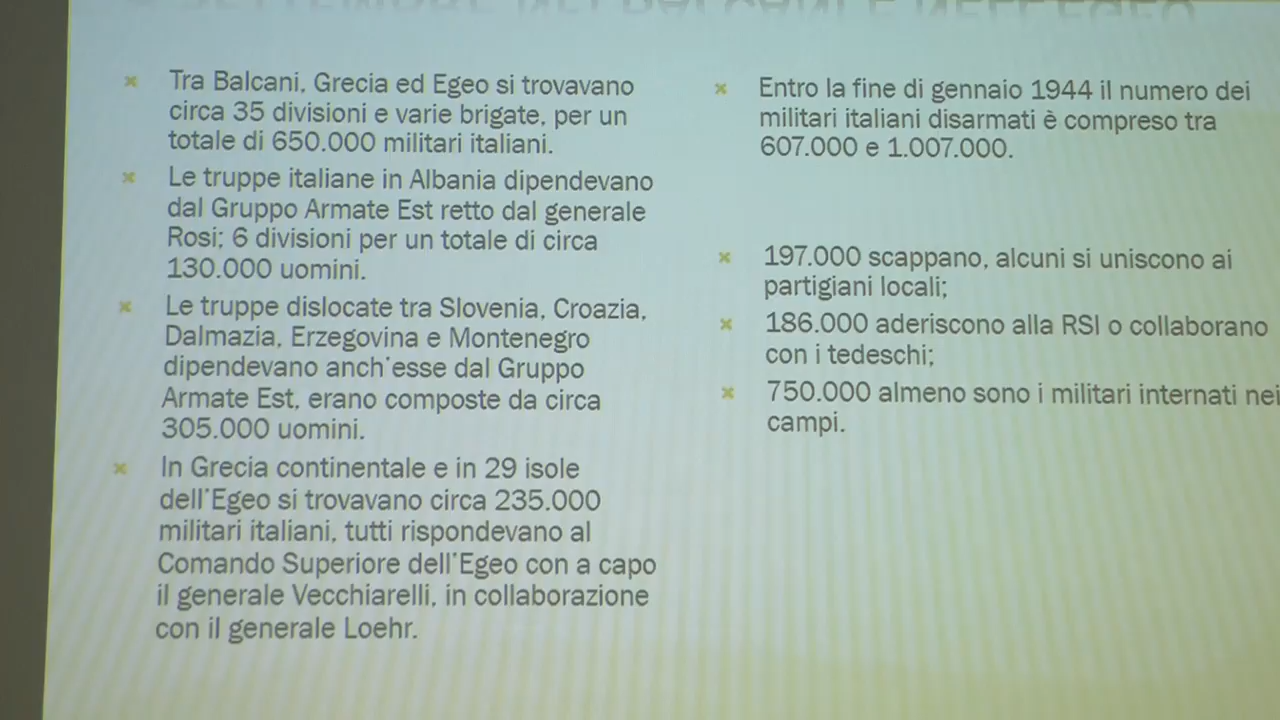 Tra Balcani, Grecia ed Egeo si trovavano
circa 35 divisioni e varie brigate, per un
totale di 650.000 militari italiani.
Le truppe italiane in Albania dipendevano
dal Gruppo Armate Est retto dal generale
Rosi; 6 divisioni per un totale di circa
130.000 uomini.
Le truppe dislocate tra Slovenia, Croazia,
Dalmazia, Erzegovina e Montenegro
dipendevano anch'esse dal Gruppo
Armate Est, erano composte da circa
305.000 uomini.
In Grecia continentale e in 29 isole
dell'Egeo si trovavano circa 235.000
militari italiani, tutti rispondevano al
Comando Superiore dell'Egeo con a capo
il generale Vecchiarelli, in collaborazione
con il generale Loehr.
Entro la fine di gennaio 1944 il numero dei
militari italiani disarmati è compreso tra
607.000 e 1.007.000.
197.000 scappano, alcuni si uniscono ai
partigiani locali;
186.000 aderiscono alla RSI o collaborano
con i tedeschi;
750.000 almeno sono i militari internati nei
campi.